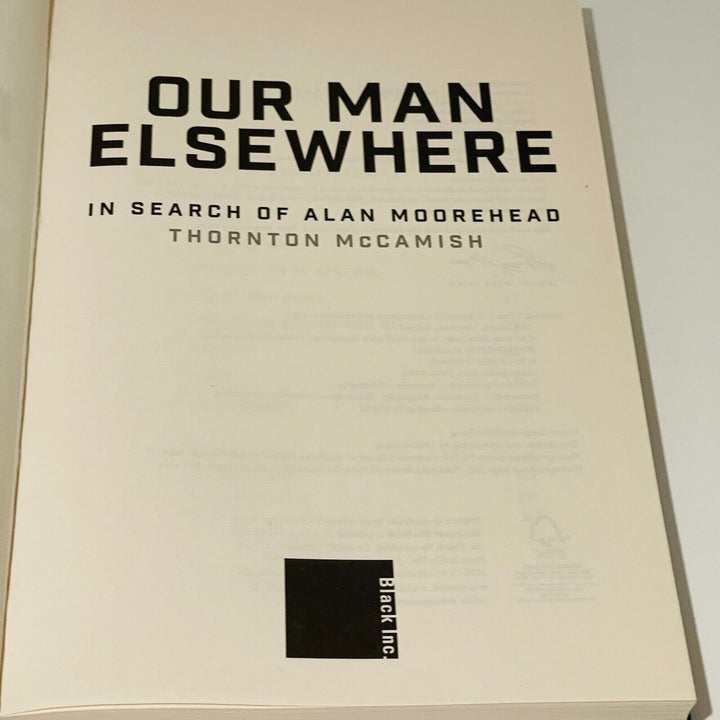 OUR MAN
ELSEWHERE
IN SEARCH OF ALAN MOOREHEAD
THORNTON McCAMISH
Black Inc.